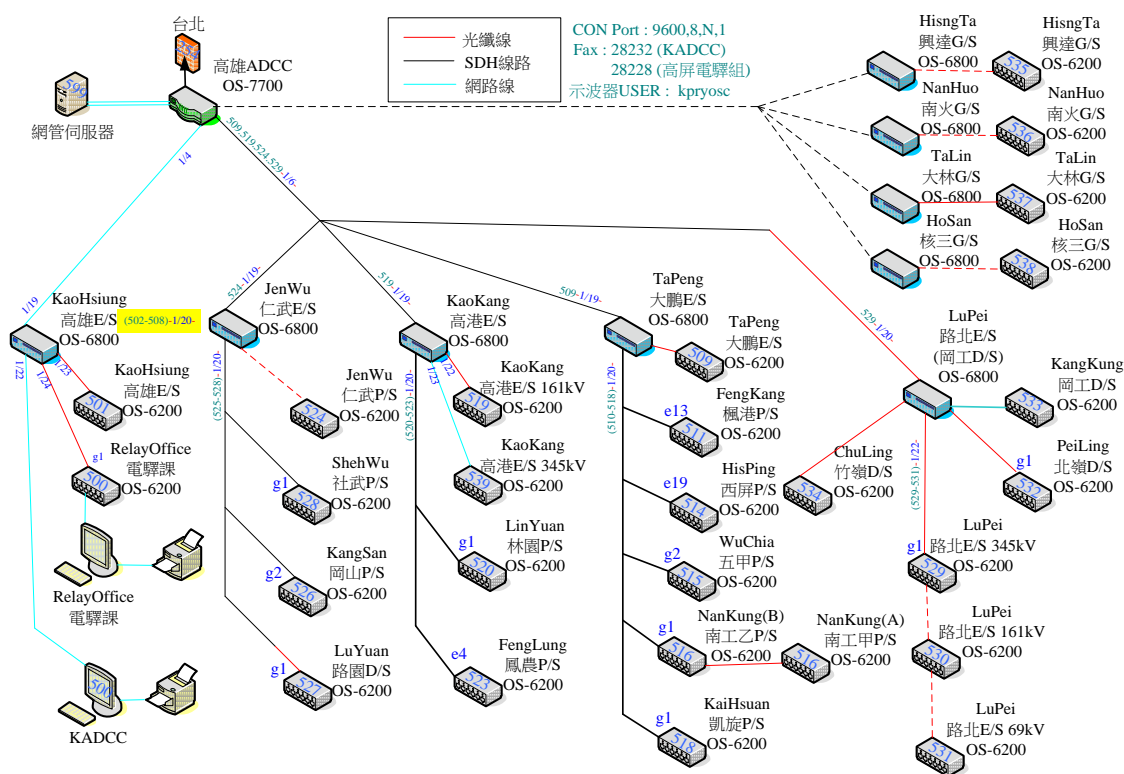 台北
高雄ADCC
OS-7700
599
網管伺服器
光纖線
SDH線路
網路線
CON Port : 9600,8,N,1
Fax : 28232 (KADCC)
28228 (高屏電驛組)
示波器USER : kpryosc
HisngTa
興達G/S
OS-6800
HisngTa
興達G/S
OS-6200
535
NanHuo
南火G/S
OS-6800
NanHuo
南火G/S
OS-6200
536
TaLin
大林G/S
OS-6800
TaLin
大林G/S
OS-6200
537
HoSan
核三G/S
OS-6800
HoSan
核三G/S
OS-6200
538
1/4
509,519,524,529-1/6-
1/19
KaoHsiung
高雄E/S
OS-6800
(502-508)-1/20-
1/22
1/24
1/23
KaoHsiung
高雄E/S
OS-6200
501
RelayOffice
電驛課
OS-6200
g1
500
RelayOffice
電驛課
500
KADCC
524-1/19-
JenWu
仁武E/S
OS-6800
(525-528)-1/20-
JenWu
仁武P/S
OS-6200
524
ShehWu
社武P/S
OS-6200
g1
528
KangSan
岡山P/S
OS-6200
g2
526
LuYuan
路園D/S
OS-6200
g1
527
519-1/19-
KaoKang
高港E/S
OS-6800
(520-523)-1/20-
1/23
1/22
KaoKang
高港E/S 161kV
OS-6200
519
KaoKang
高港E/S 345kV
OS-6200
539
LinYuan
林園P/S
OS-6200
g1
520
FengLung
鳳農P/S
OS-6200
e4
523
509-1/19-
TaPeng
大鵬E/S
OS-6800
(510-518)-1/20-
TaPeng
大鵬E/S
OS-6200
509
FengKang
楓港P/S
OS-6200
e13
511
HisPing
西屏P/S
OS-6200
e19
514
WuChia
五甲P/S
OS-6200
g2
515
NanKung(B)
南工乙P/S
OS-6200
g1
516
NanKung(A)
南工甲P/S
OS-6200
516
KaiHsuan
凱旋P/S
OS-6200
g1
518
529-1/20-
LuPei
路北E/S
(岡工D/S)
OS-6800
(529-531)-1/22-
KangKung
岡工D/S
OS-6200
533
PeiLing
北嶺D/S
OS-6200
g1
532
ChuLing
竹嶺D/S
OS-6200
534
LuPei
路北E/S 345kV
OS-6200
g1
529
LuPei
路北E/S 161kV
OS-6200
530
LuPei
路北E/S 69kV
OS-6200
531